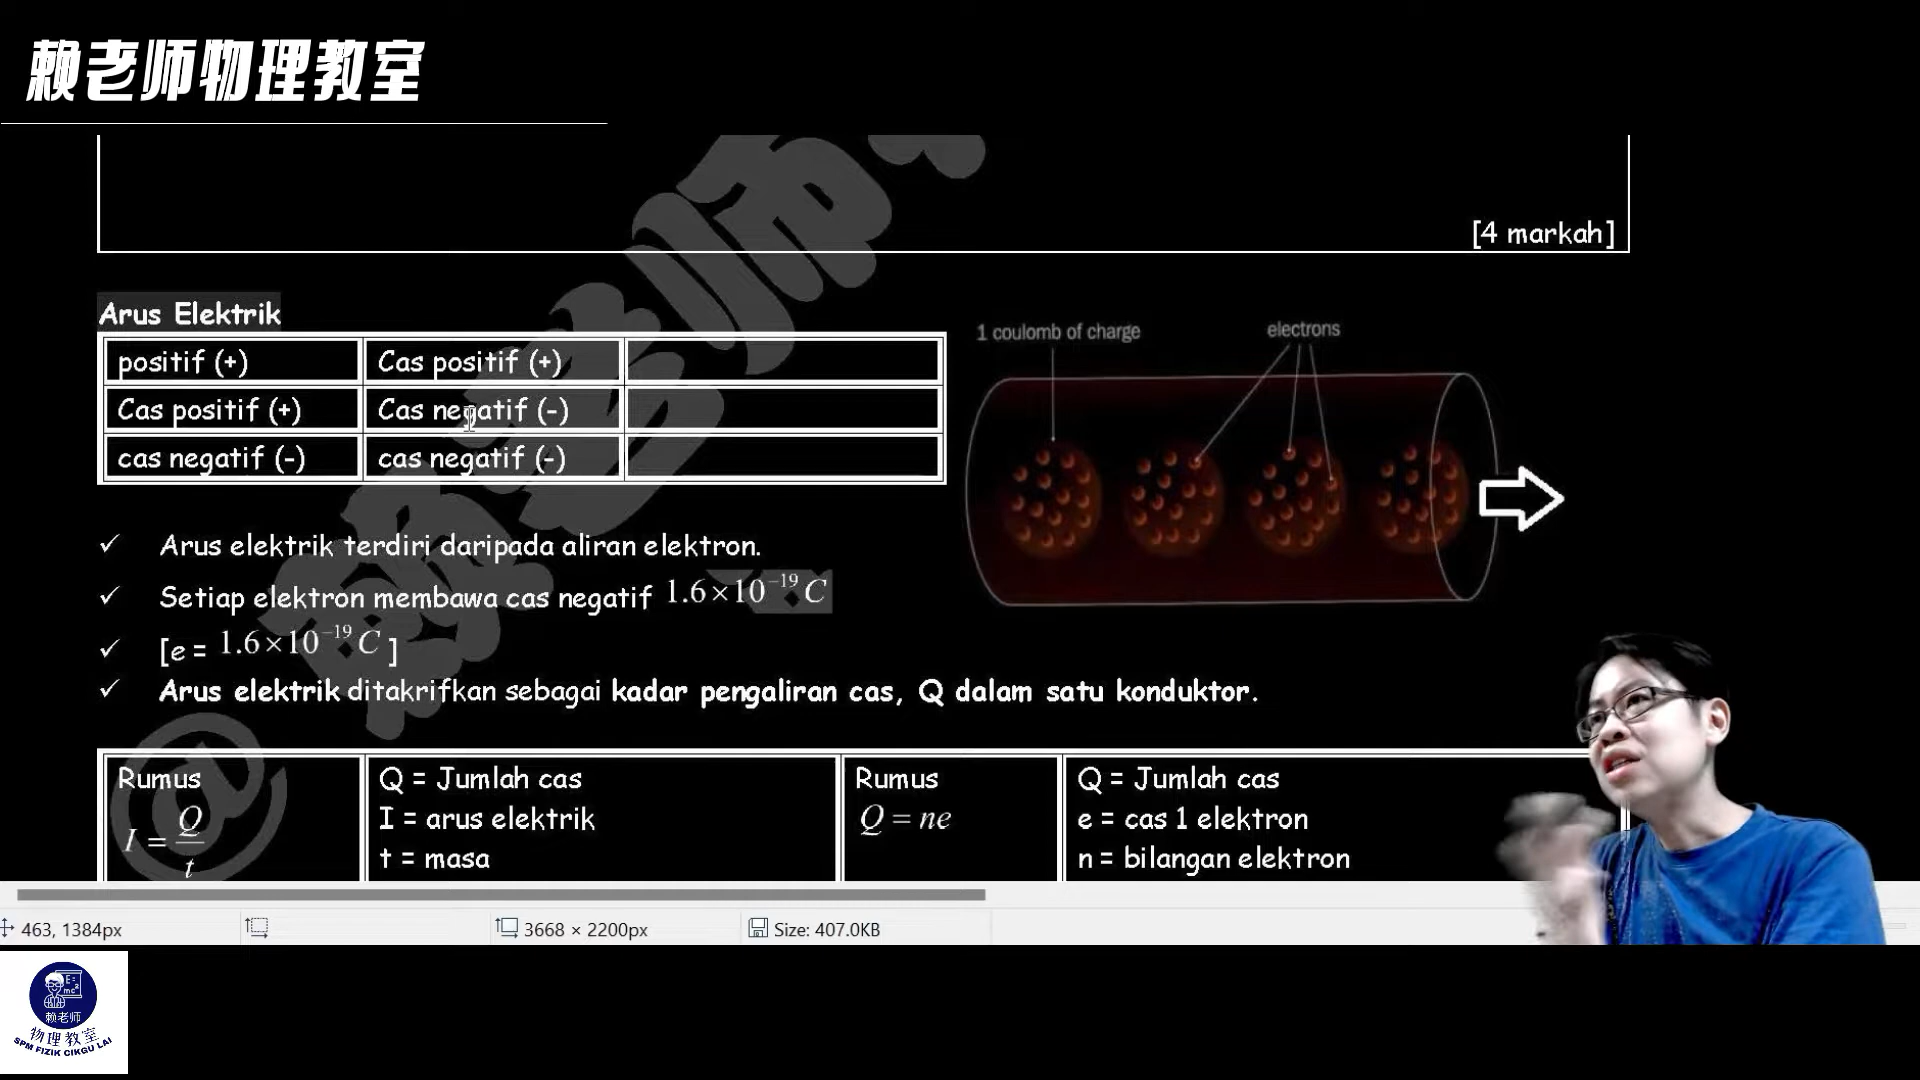 赖老师物理教室
[4 markah]
Arus Elektrik
positif (+) Cas positif (+)
Cas positif (+) Cas negatif (-)
cas negatif (-) cas negatif (-)
1 coulomb of charge
electrons
✓ Arus elektrik terdiri daripada aliran elektron.
✓ Setiap elektron membawa cas negatif 1.6×10⁻¹⁹ C
✓ [e = 1.6×10⁻¹⁹ C ]
✓ Arus elektrik ditakrifkan sebagai kadar pengaliran cas, Q dalam satu konduktor.
Rumus
I = Q/t
Q = Jumlah cas
I = arus elektrik
t = masa
Rumus
Q = ne
Q = Jumlah cas
e = cas 1 elektron
n = bilangan elektron
463, 1384px
3668 × 2200px
Size: 407.0KB
赖老师
物理教室
SPM FIZIK CIKGU LAI